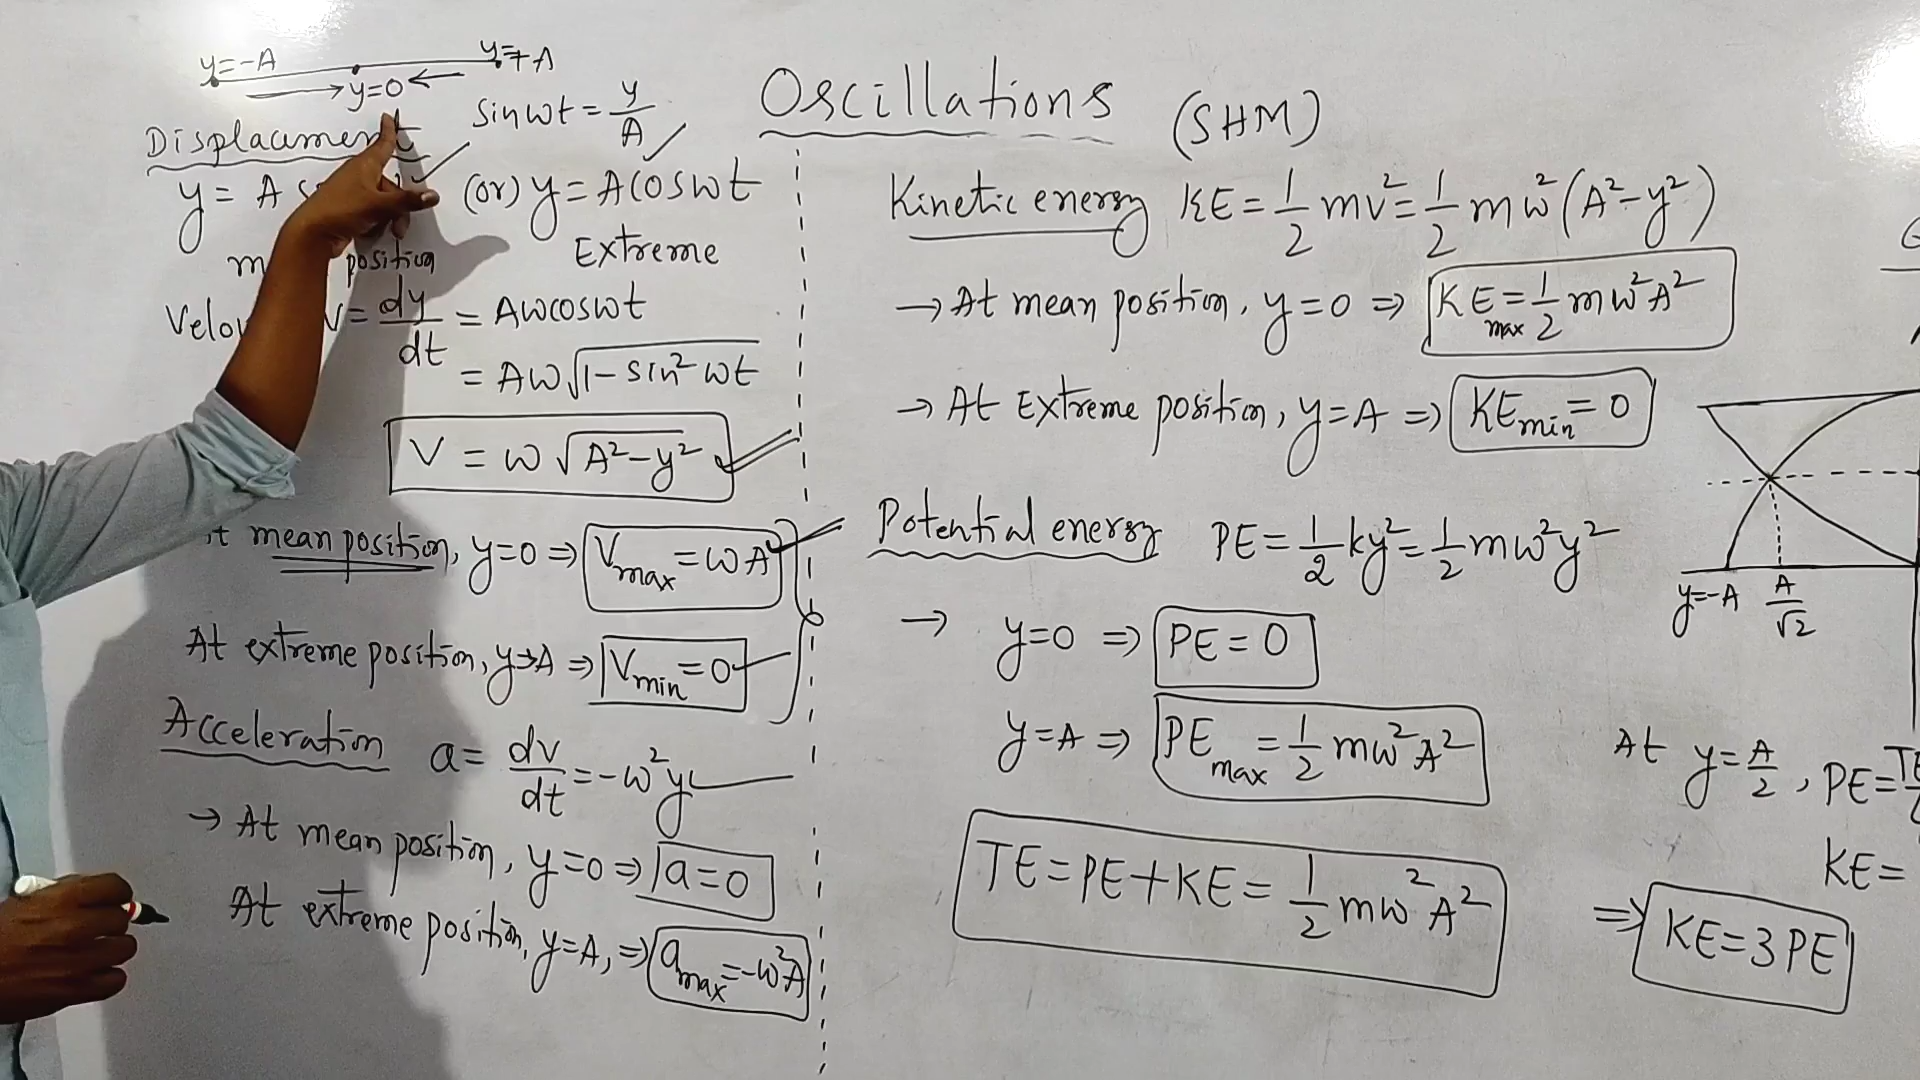 y=-A
y=+A
y=0
sinωt = y/A
Oscillations (SHM)
Displacement
y = A (or) y = A cosωt
position Extreme
V = dy/dt = Aωcosωt
= Aω√(1-sin²ωt)
V = ω√(A²-y²)
mean position, y=0 ⇒ Vmax = ωA
At extreme position, y→A ⇒ Vmin = 0
Acceleration a = dv/dt = -ω²y
→ At mean position, y=0 ⇒ a=0
At extreme position, y=A, ⇒ amax = -ω²A
Kinetic energy KE = 1/2 mv² = 1/2 mω²(A²-y²)
→ At mean position, y=0 ⇒ KEmax = 1/2 mω²A²
→ At Extreme position, y=A ⇒ KEmin = 0
Potential energy PE = 1/2 ky² = 1/2 mω²y²
→ y=0 ⇒ PE = 0
y=A ⇒ PEmax = 1/2 mω²A²
TE = PE+KE = 1/2 mω²A²
y=-A A/√2
At y = A/2, PE =
KE =
⇒ KE = 3 PE